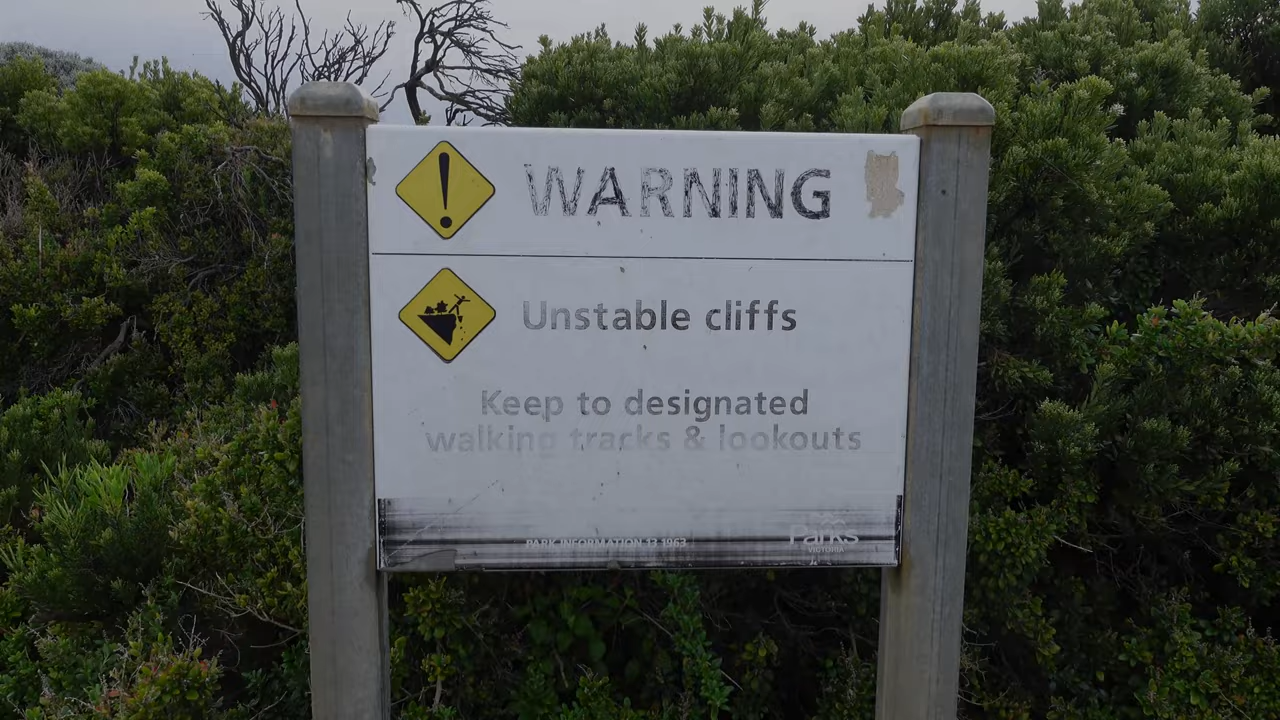 WARNING
Unstable cliffs
Keep to designated
walking tracks & lookouts
PARK INFORMATION 13 1963
Parks
VICTORIA